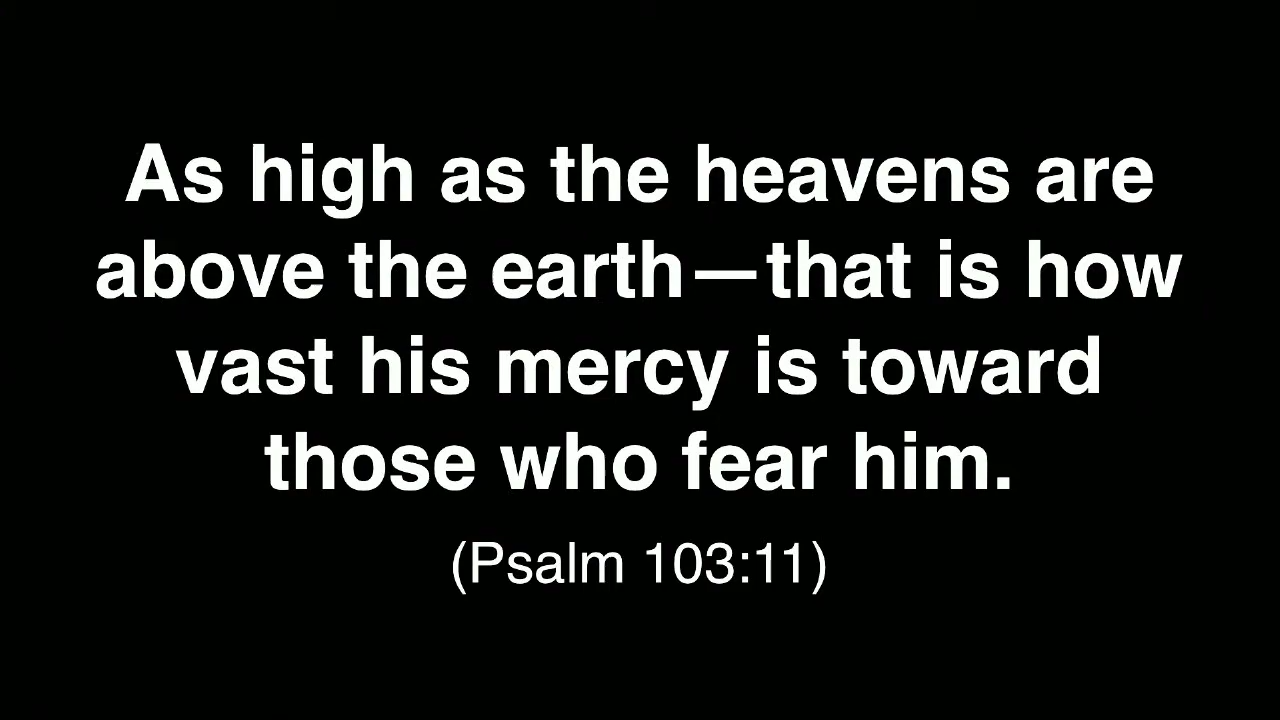 As high as the heavens are
above the earth—that is how
vast his mercy is toward
those who fear him.
(Psalm 103:11)